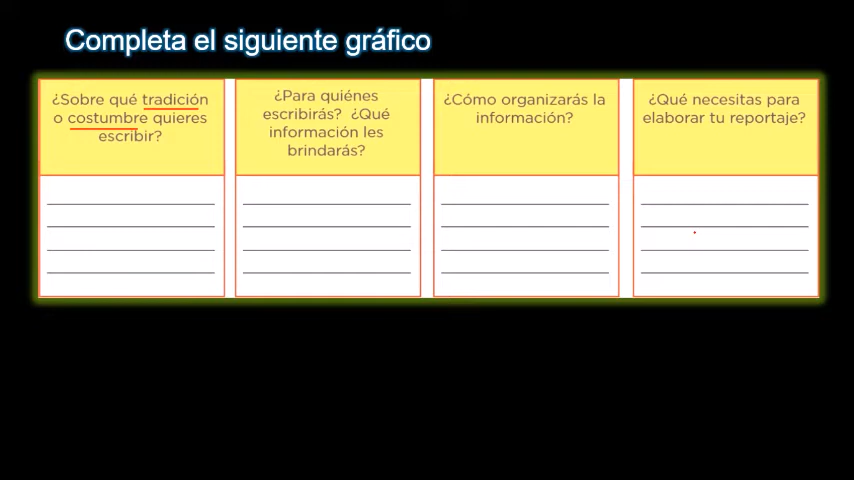 Completa el siguiente gráfico
¿Sobre qué tradición
o costumbre quieres
escribir?
¿Para quiénes
escribirás? ¿Qué
información les
brindarás?
¿Cómo organizarás la
información?
¿Qué necesitas para
elaborar tu reportaje?